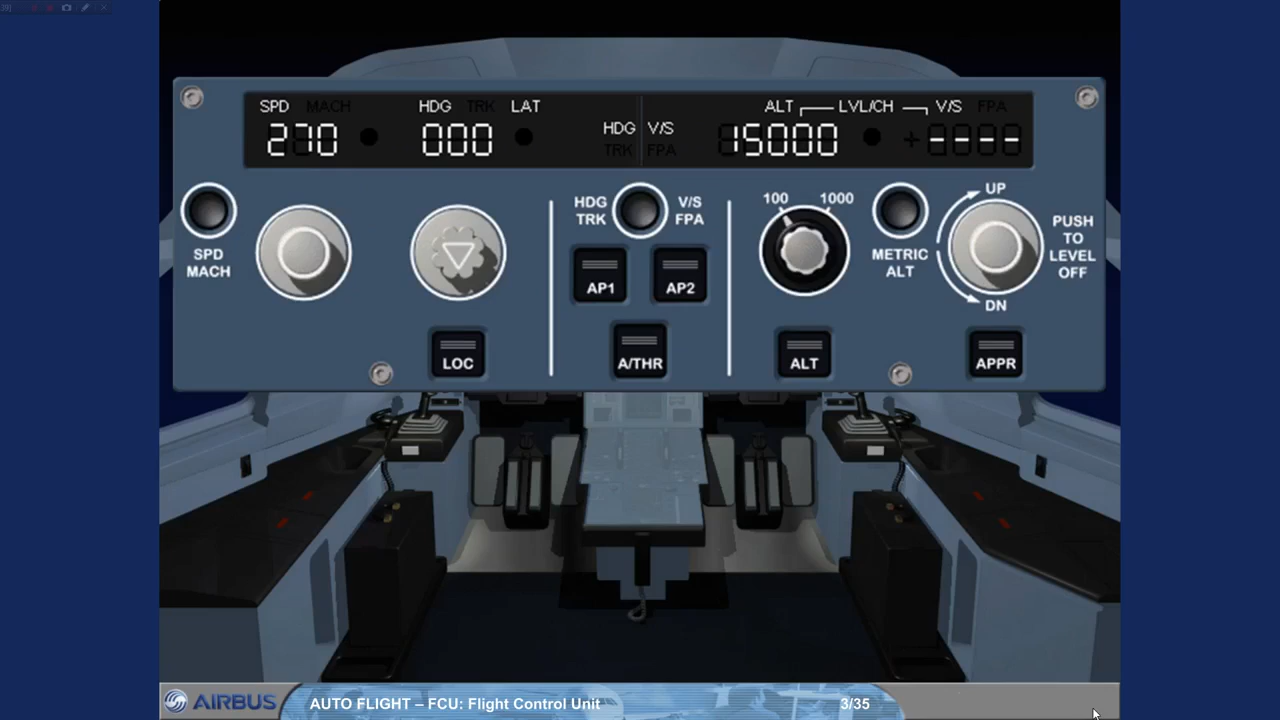 SPD MACH HDG TRK LAT ALT LVL/CH V/S FPA
HDG V/S
270 000 15000 + ----
TRK FPA
UP
100 1000
HDG V/S
TRK FPA
PUSH
TO
LEVEL
OFF
SPD
MACH
METRIC
ALT
AP1 AP2
DN
LOC A/THR ALT APPR
AIRBUS AUTO FLIGHT – FCU: Flight Control Unit 3/35